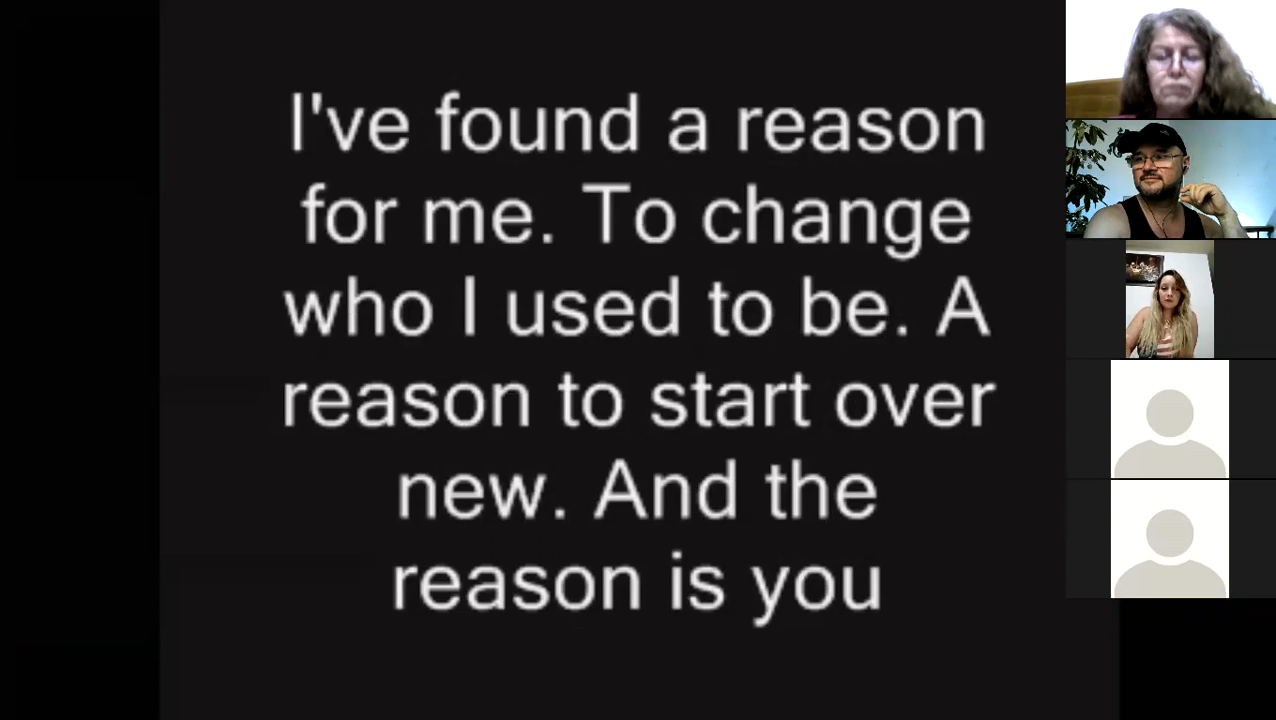 I've found a reason
for me. To change
who I used to be. A
reason to start over
new. And the
reason is you